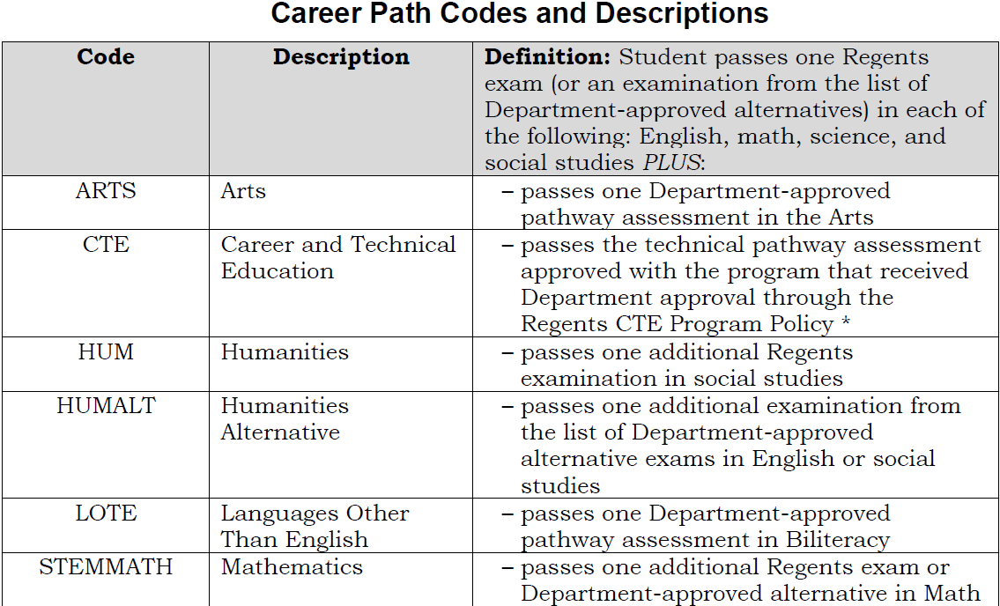 Career Path Codes and Descriptions
Code
Description
Definition: Student passes one Regents
exam (or an examination from the list of
Department-approved alternatives) in each of
the following: English, math, science, and
social studies PLUS:
ARTS
Arts
– passes one Department-approved
pathway assessment in the Arts
CTE
Career and Technical
Education
– passes the technical pathway assessment
approved with the program that received
Department approval through the
Regents CTE Program Policy *
HUM
Humanities
– passes one additional Regents
examination in social studies
HUMALT
Humanities
Alternative
– passes one additional examination from
the list of Department-approved
alternative exams in English or social
studies
LOTE
Languages Other
Than English
– passes one Department-approved
pathway assessment in Biliteracy
STEMMATH
Mathematics
– passes one additional Regents exam or
Department-approved alternative in Math